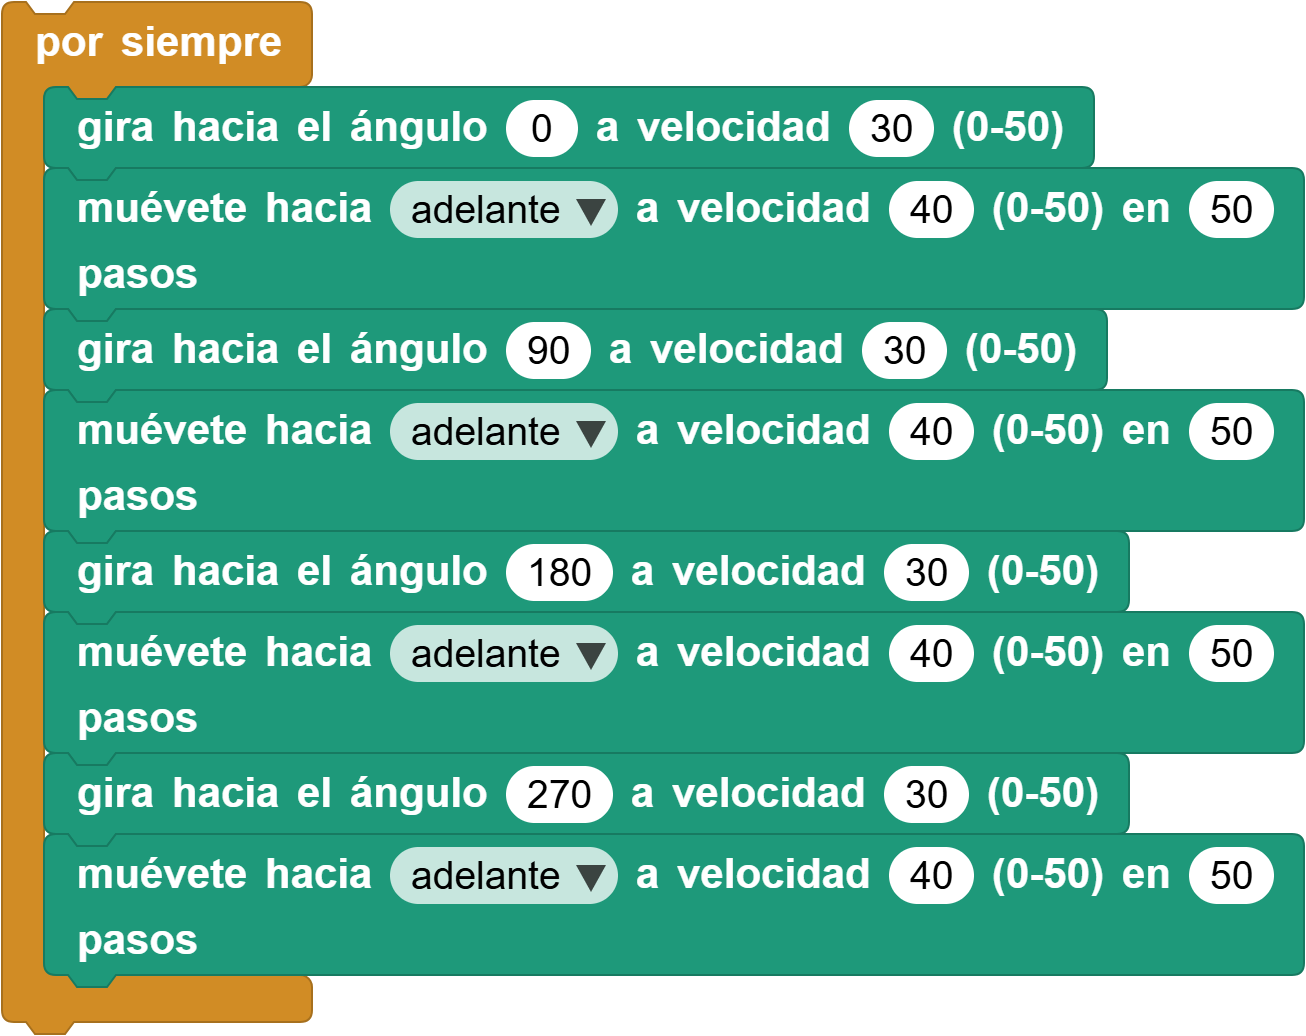 por siempre
gira hacia el ángulo 0 a velocidad 30 (0-50)
muévete hacia adelante ▼ a velocidad 40 (0-50) en 50
pasos
gira hacia el ángulo 90 a velocidad 30 (0-50)
muévete hacia adelante ▼ a velocidad 40 (0-50) en 50
pasos
gira hacia el ángulo 180 a velocidad 30 (0-50)
muévete hacia adelante ▼ a velocidad 40 (0-50) en 50
pasos
gira hacia el ángulo 270 a velocidad 30 (0-50)
muévete hacia adelante ▼ a velocidad 40 (0-50) en 50
pasos